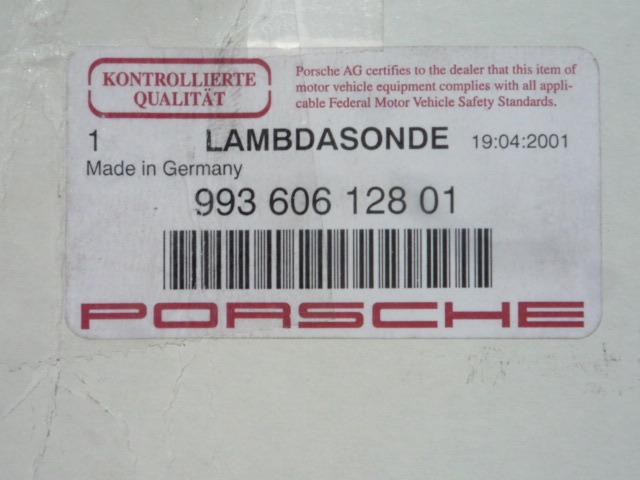 KONTROLLIERTE
QUALITÄT
Porsche AG certifies to the dealer that this item of
motor vehicle equipment complies with all appli-
cable Federal Motor Vehicle Safety Standards.
1 LAMBDASONDE 19:04:2001
Made in Germany
993 606 128 01
PORSCHE